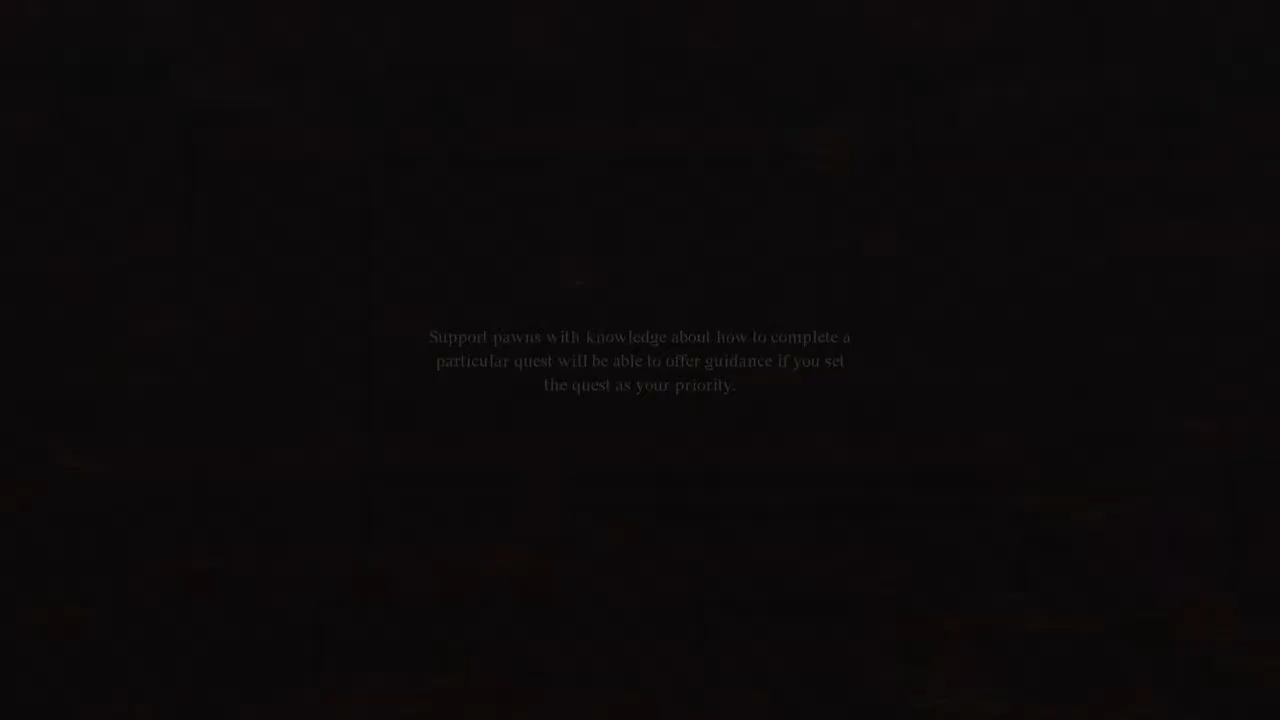 Support pawns with knowledge about how to complete a
particular quest will be able to offer guidance if you set
the quest as your priority.